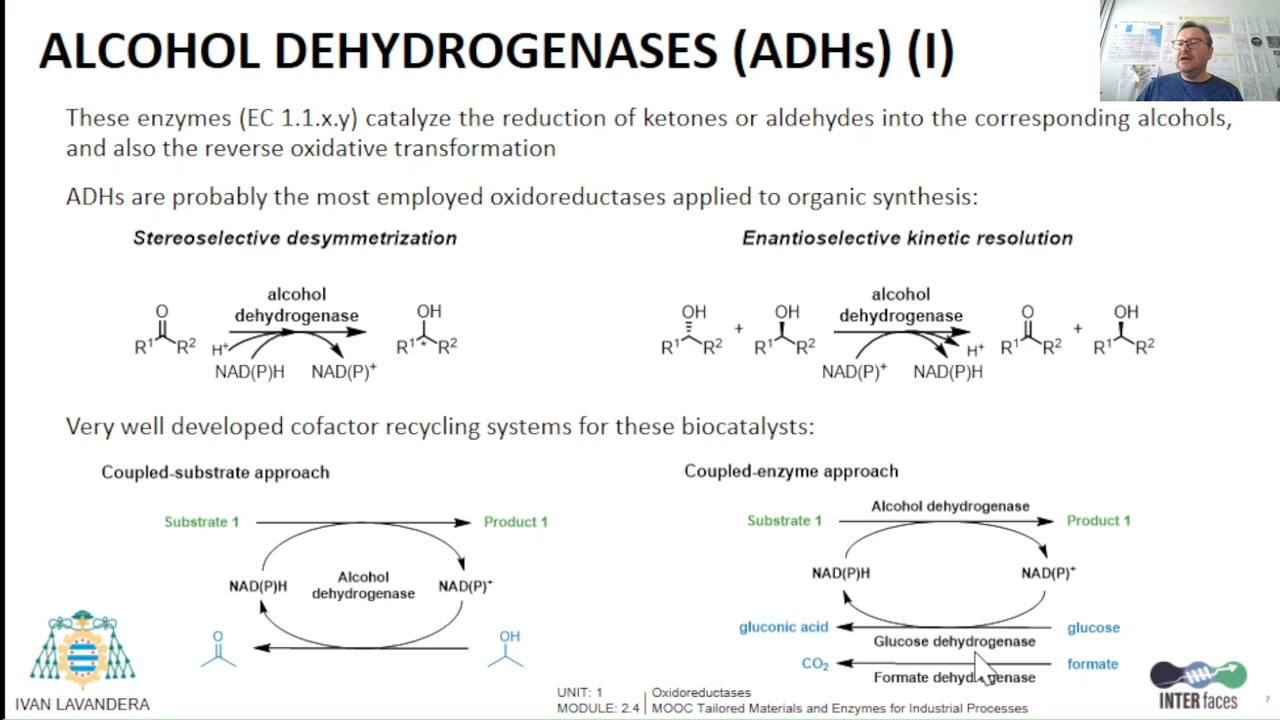 ALCOHOL DEHYDROGENASES (ADHs) (I)
These enzymes (EC 1.1.x.y) catalyze the reduction of ketones or aldehydes into the corresponding alcohols,
and also the reverse oxidative transformation
ADHs are probably the most employed oxidoreductases applied to organic synthesis:
Stereoselective desymmetrization
alcohol
dehydrogenase
O
R¹ R²
H⁺
NAD(P)H NAD(P)⁺
OH
R¹ * R²
Enantioselective kinetic resolution
OH
R¹ R²
+
OH
R¹ R²
alcohol
dehydrogenase
NAD(P)⁺ NAD(P)H
H⁺
O
R¹ R²
+
OH
R¹ R²
Very well developed cofactor recycling systems for these biocatalysts:
Coupled-substrate approach
Substrate 1 Product 1
NAD(P)H Alcohol NAD(P)⁺
dehydrogenase
O OH
Coupled-enzyme approach
Alcohol dehydrogenase
Substrate 1 Product 1
NAD(P)H NAD(P)⁺
gluconic acid glucose
Glucose dehydrogenase
CO₂ formate
Formate dehydrogenase
IVAN LAVANDERA
UNIT: 1 Oxidoreductases
MODULE: 2.4 MOOC Tailored Materials and Enzymes for Industrial Processes
INTERfaces
7